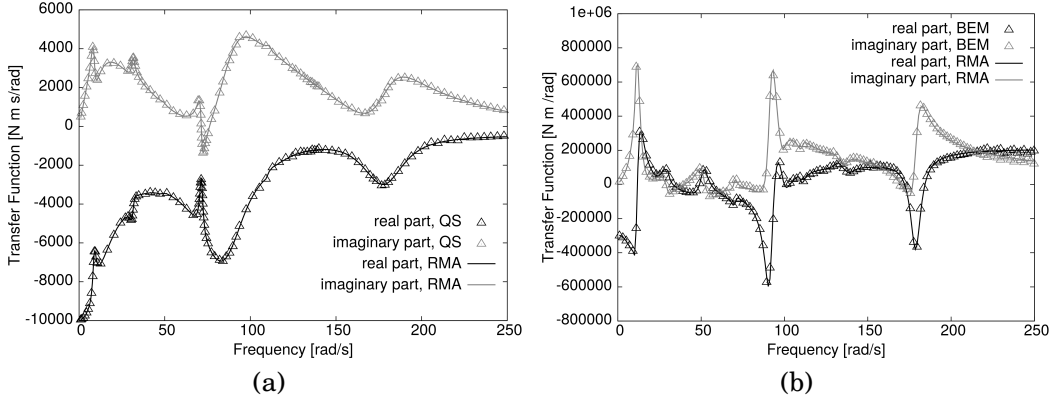 6000
4000
2000
0
-2000
-4000
-6000
-8000
-10000
Transfer Function [N m s/rad]
real part, QS
imaginary part, QS
real part, RMA
imaginary part, RMA
0 50 100 150 200 250
Frequency [rad/s]
(a)
1e+06
800000
600000
400000
200000
0
-200000
-400000
-600000
-800000
Transfer Function [N m /rad]
real part, BEM
imaginary part, BEM
real part, RMA
imaginary part, RMA
0 50 100 150 200 250
Frequency [rad/s]
(b)